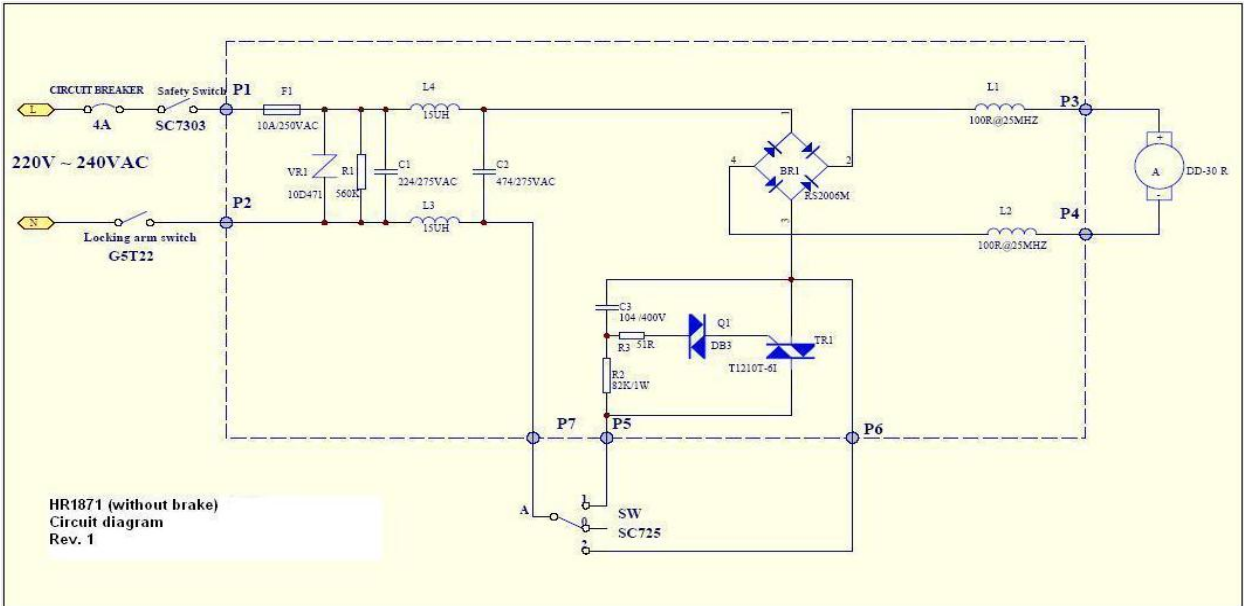 CIRCUIT BREAKER
Safety Switch
P1
F1
L4
L1
P3
L
4A
SC7303
10A/250VAC
15UH
1
100R@25MHZ
220V ~ 240VAC
VR1
10D471
R1
560K
C1
224/275VAC
C2
474/275VAC
4
BR1
2
RS2006M
3
+
A
-
DD-30 R
N
P2
L3
15UH
L2
P4
100R@25MHZ
Locking arm switch
G5T22
C3
104 /400V
R3
51R
Q1
DB3
TR1
T1210T-6I
R2
82K/1W
P7
P5
P6
HR1871 (without brake)
Circuit diagram
Rev. 1
A
1
0
2
SW
SC725